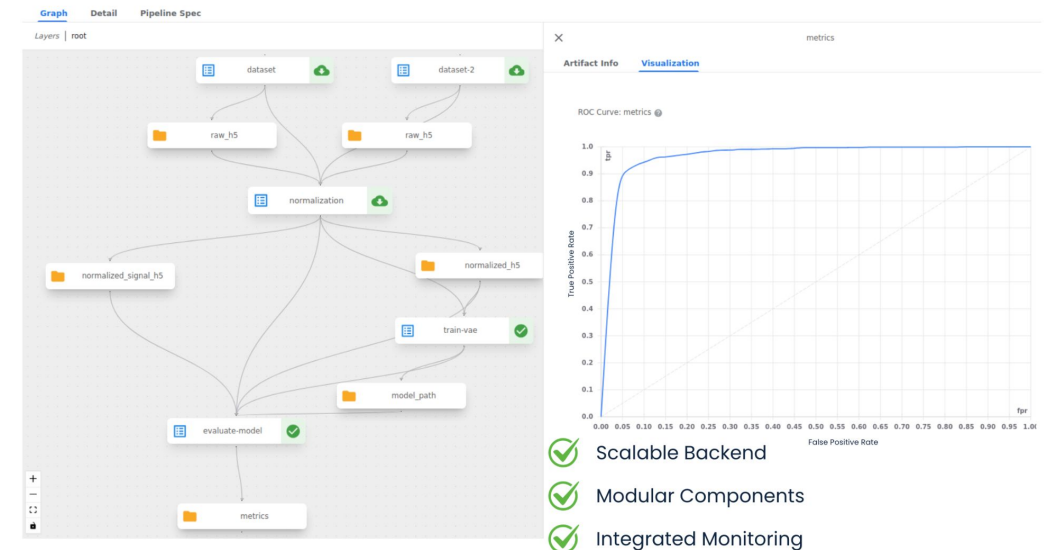 Graph Detail Pipeline Spec
Layers | root
dataset
dataset-2
raw_h5
raw_h5
normalization
normalized_signal_h5
normalized_h5
train-vae
model_path
evaluate-model
metrics
metrics
Artifact Info Visualization
ROC Curve: metrics
tpr
1.0
0.9
0.8
0.7
0.6
0.5
0.4
0.3
0.2
0.1
0.0
True Positive Rate
fpr
0.00 0.05 0.10 0.15 0.20 0.25 0.30 0.35 0.40 0.45 0.50 0.55 0.60 0.65 0.70 0.75 0.80 0.85 0.90 0.95 1.0
False Positive Rate
Scalable Backend
Modular Components
Integrated Monitoring